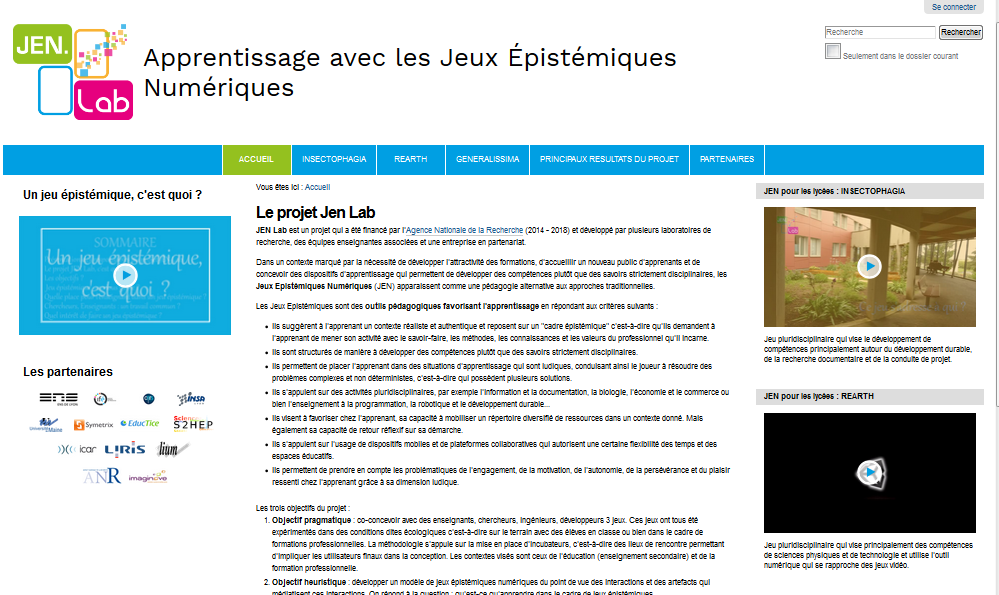 Se connecter
JEN.
Lab
Apprentissage avec les Jeux Épistémiques
Numériques
Recherche
Rechercher
Seulement dans le dossier courant
ACCUEIL
INSECTOPHAGIA
REARTH
GENERALISSIMA
PRINCIPAUX RESULTATS DU PROJET
PARTENAIRES
Un jeu épistémique, c'est quoi ?
SOMMAIRE
Un jeu épistémique,
c'est quoi ?
Les partenaires
INSA
Symetrix
EducTice
S2HEP
icar
LIRIS
lium
ANR
imaginove
Vous êtes ici : Accueil
Le projet Jen Lab
JEN Lab est un projet qui a été financé par l'Agence Nationale de la Recherche (2014 - 2018) et développé par plusieurs laboratoires de
recherche, des équipes enseignantes associées et une entreprise en partenariat.
Dans un contexte marqué par la nécessité de développer l'attractivité des formations, d'accueillir un nouveau public d'apprenants et de
concevoir des dispositifs d'apprentissage qui permettent de développer des compétences plutôt que des savoirs strictement disciplinaires, les
Jeux Epistémiques Numériques (JEN) apparaissent comme une pédagogie alternative aux approches traditionnelles.
Les Jeux Epistémiques sont des outils pédagogiques favorisant l'apprentissage en répondant aux critères suivants :
• Ils suggèrent à l'apprenant un contexte réaliste et authentique et reposent sur un "cadre épistémique" c'est-à-dire qu'ils demandent à
l'apprenant de mener son activité avec le savoir-faire, les méthodes, les connaissances et les valeurs du professionnel qu'il incarne.
• Ils sont structurés de manière à développer des compétences plutôt que des savoirs strictement disciplinaires.
• Ils permettent de placer l'apprenant dans des situations d'apprentissage qui sont ludiques, conduisant ainsi le joueur à résoudre des
problèmes complexes et non déterministes, c'est-à-dire qui possèdent plusieurs solutions.
• Ils s'appuient sur des activités pluridisciplinaires, par exemple l'information et la documentation, la biologie, l'économie et le commerce ou
bien l'enseignement à la programmation, la robotique et le développement durable...
• Ils visent à favoriser chez l'apprenant, sa capacité à mobiliser un répertoire diversifié de ressources dans un contexte donné. Mais
également sa capacité de retour réflexif sur sa démarche.
• Ils s'appuient sur l'usage de dispositifs mobiles et de plateformes collaboratives qui autorisent une certaine flexibilité des temps et des
espaces éducatifs.
• Ils permettent de prendre en compte les problématiques de l'engagement, de la motivation, de l'autonomie, de la persévérance et du plaisir
ressenti chez l'apprenant grâce à sa dimension ludique.
Les trois objectifs du projet :
1. Objectif pragmatique : co-concevoir avec des enseignants, chercheurs, ingénieurs, développeurs 3 jeux. Ces jeux ont tous été
expérimentés dans des conditions dites écologiques c'est-à-dire sur le terrain avec des élèves en classe ou bien dans le cadre de
formations professionnelles. La méthodologie s'appuie sur la mise en place d'incubateurs, c'est-à-dire des lieux de rencontre permettant
d'impliquer les utilisateurs finaux dans la conception. Les contextes visés sont ceux de l'éducation (enseignement secondaire) et de la
formation professionnelle.
2. Objectif heuristique : développer un modèle de jeux épistémiques numériques du point de vue des interactions et des artefacts qui
médiatisent ces interactions. On répond à la question : qu'est-ce qu'apprendre dans le cadre de jeux épistémiques
JEN pour les lycées : INSECTOPHAGIA
Jeu pluridisciplinaire qui vise le développement de
compétences principalement autour du développement durable,
de la recherche documentaire et de la conduite de projet.
JEN pour les lycées : REARTH
Jeu pluridisciplinaire qui vise principalement des compétences
de sciences physiques et de technologie et utilise l'outil
numérique qui se rapproche des jeux vidéo.